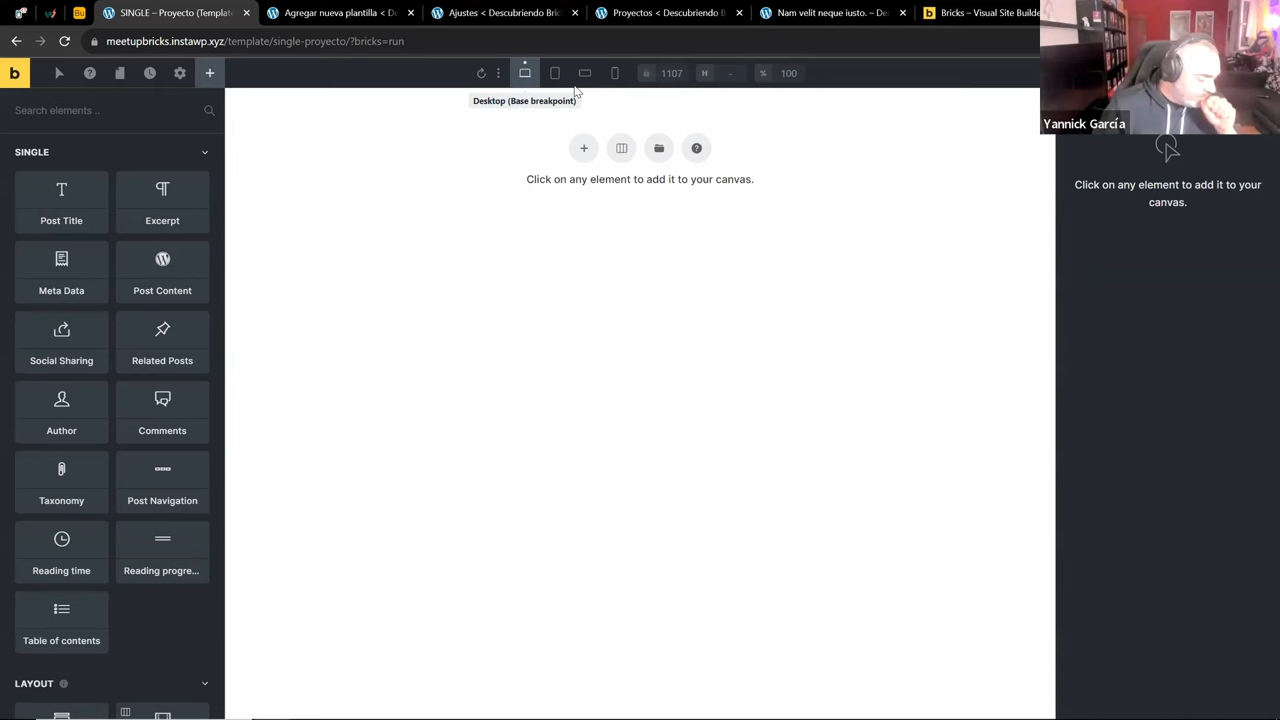 SINGLE – Proyecto (Template
Agregar nueva plantilla < D
Ajustes < Descubriendo Bric
Proyectos < Descubriendo B
Nam velit neque iusto. – De
Bricks – Visual Site Builde
Bu
meetupbricks.instawp.xyz/template/single-proyecto/?bricks=run
b
1107
H
-
%
100
Desktop (Base breakpoint)
Search elements ..
Yannick García
SINGLE
Click on any element to add it to your canvas.
Click on any element to add it to your
canvas.
Post Title
Excerpt
Meta Data
Post Content
Social Sharing
Related Posts
Author
Comments
Taxonomy
Post Navigation
Reading time
Reading progre...
Table of contents
LAYOUT